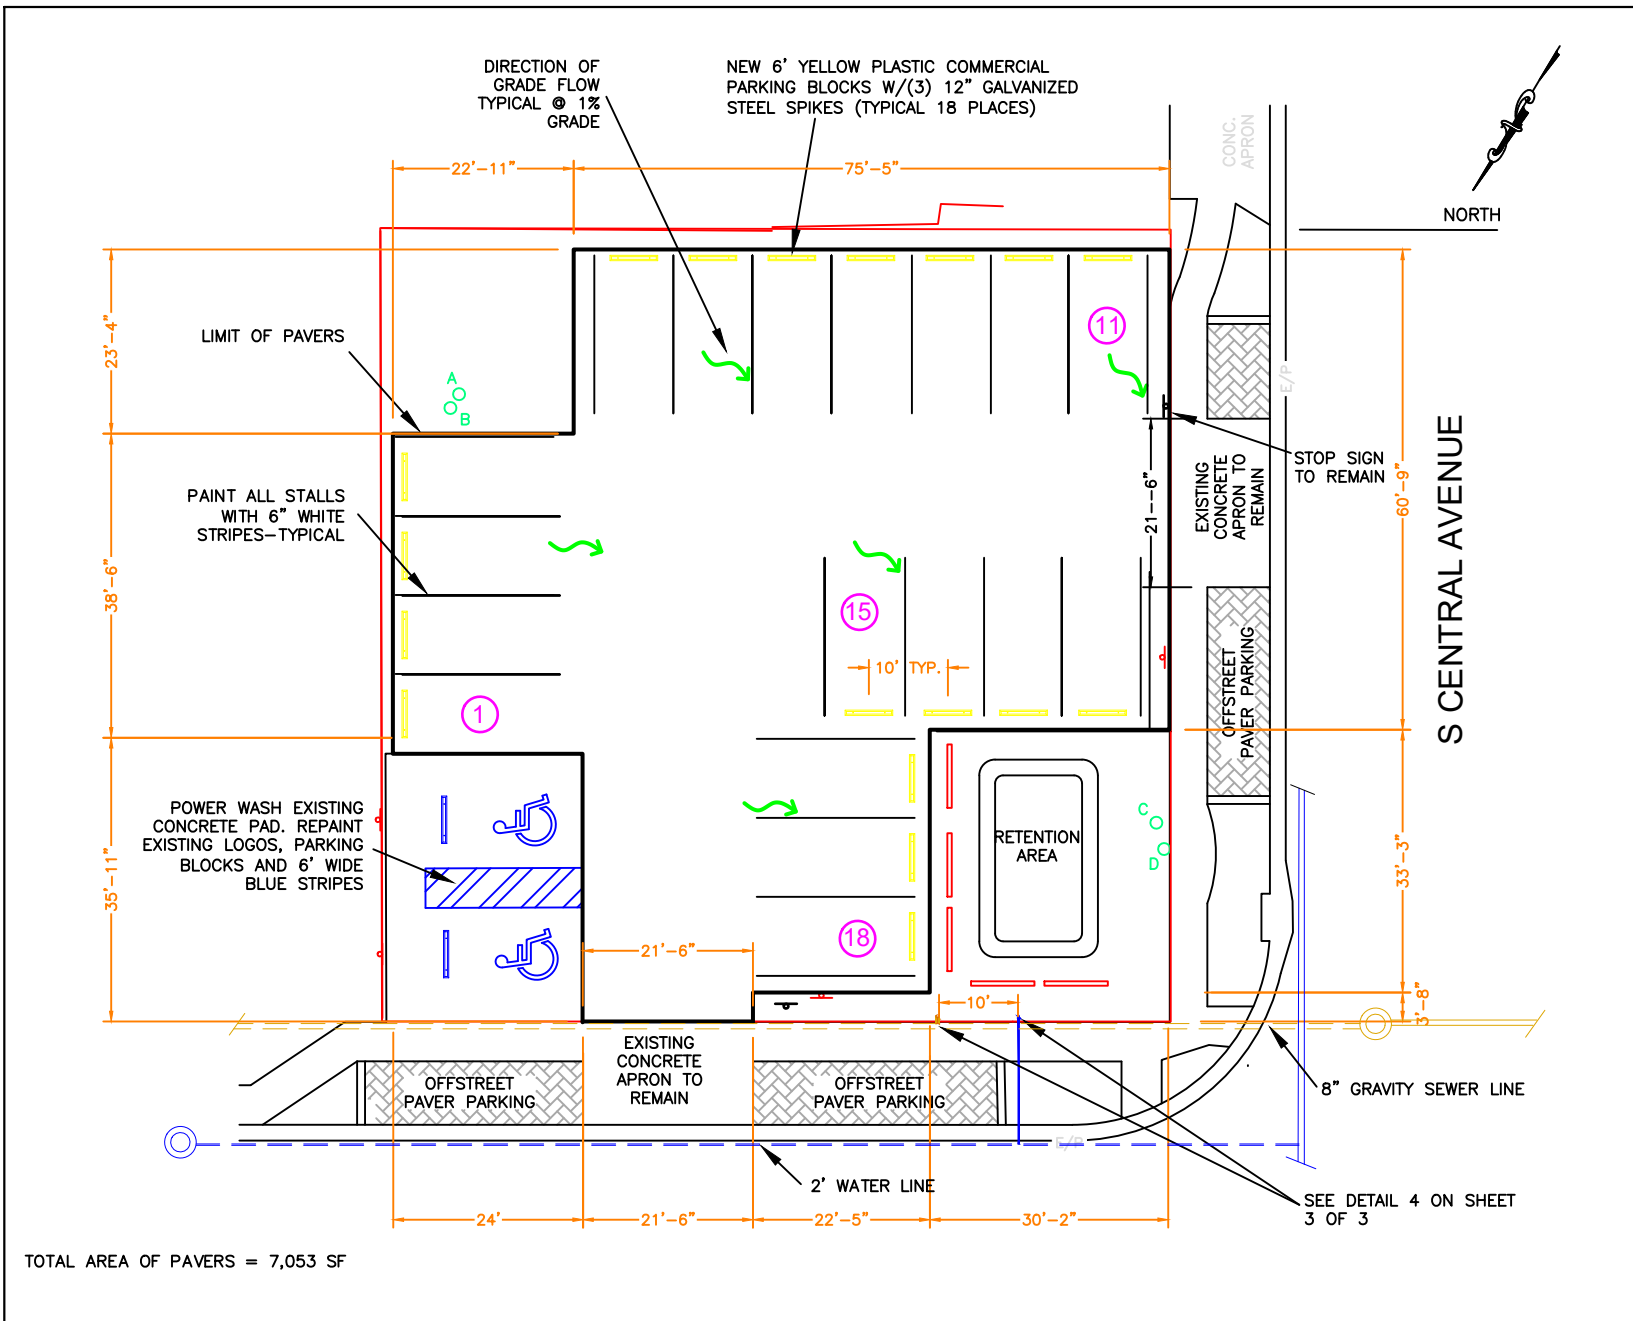 DIRECTION OF
GRADE FLOW
TYPICAL @ 1%
GRADE
NEW 6' YELLOW PLASTIC COMMERCIAL
PARKING BLOCKS W/(3) 12" GALVANIZED
STEEL SPIKES (TYPICAL 18 PLACES)
CONC.
APRON
22'-11"
75'-5"
NORTH
23'-4"
LIMIT OF PAVERS
A
B
11
E/P
STOP SIGN
TO REMAIN
21--6"
EXISTING
CONCRETE
APRON TO
REMAIN
60'-9"
S CENTRAL AVENUE
PAINT ALL STALLS
WITH 6" WHITE
STRIPES-TYPICAL
38'-6"
15
10' TYP.
1
OFFSTREET
PAVER PARKING
POWER WASH EXISTING
CONCRETE PAD. REPAINT
EXISTING LOGOS, PARKING
BLOCKS AND 6' WIDE
BLUE STRIPES
35'-11"
RETENTION
AREA
C
D
33'-3"
18
21'-6"
10'
3'-8"
EXISTING
CONCRETE
APRON TO
REMAIN
OFFSTREET
PAVER PARKING
OFFSTREET
PAVER PARKING
8" GRAVITY SEWER LINE
E/P
2' WATER LINE
SEE DETAIL 4 ON SHEET
3 OF 3
24'
21'-6"
22'-5"
30'-2"
TOTAL AREA OF PAVERS = 7,053 SF